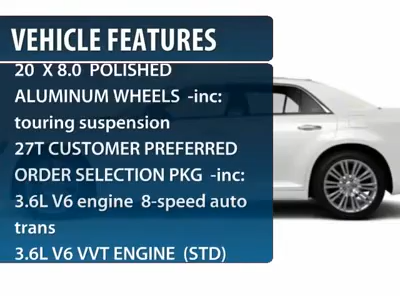 VEHICLE FEATURES
20 X 8.0 POLISHED
ALUMINUM WHEELS -inc:
touring suspension
27T CUSTOMER PREFERRED
ORDER SELECTION PKG -inc:
3.6L V6 engine 8-speed auto
trans
3.6L V6 VVT ENGINE (STD)